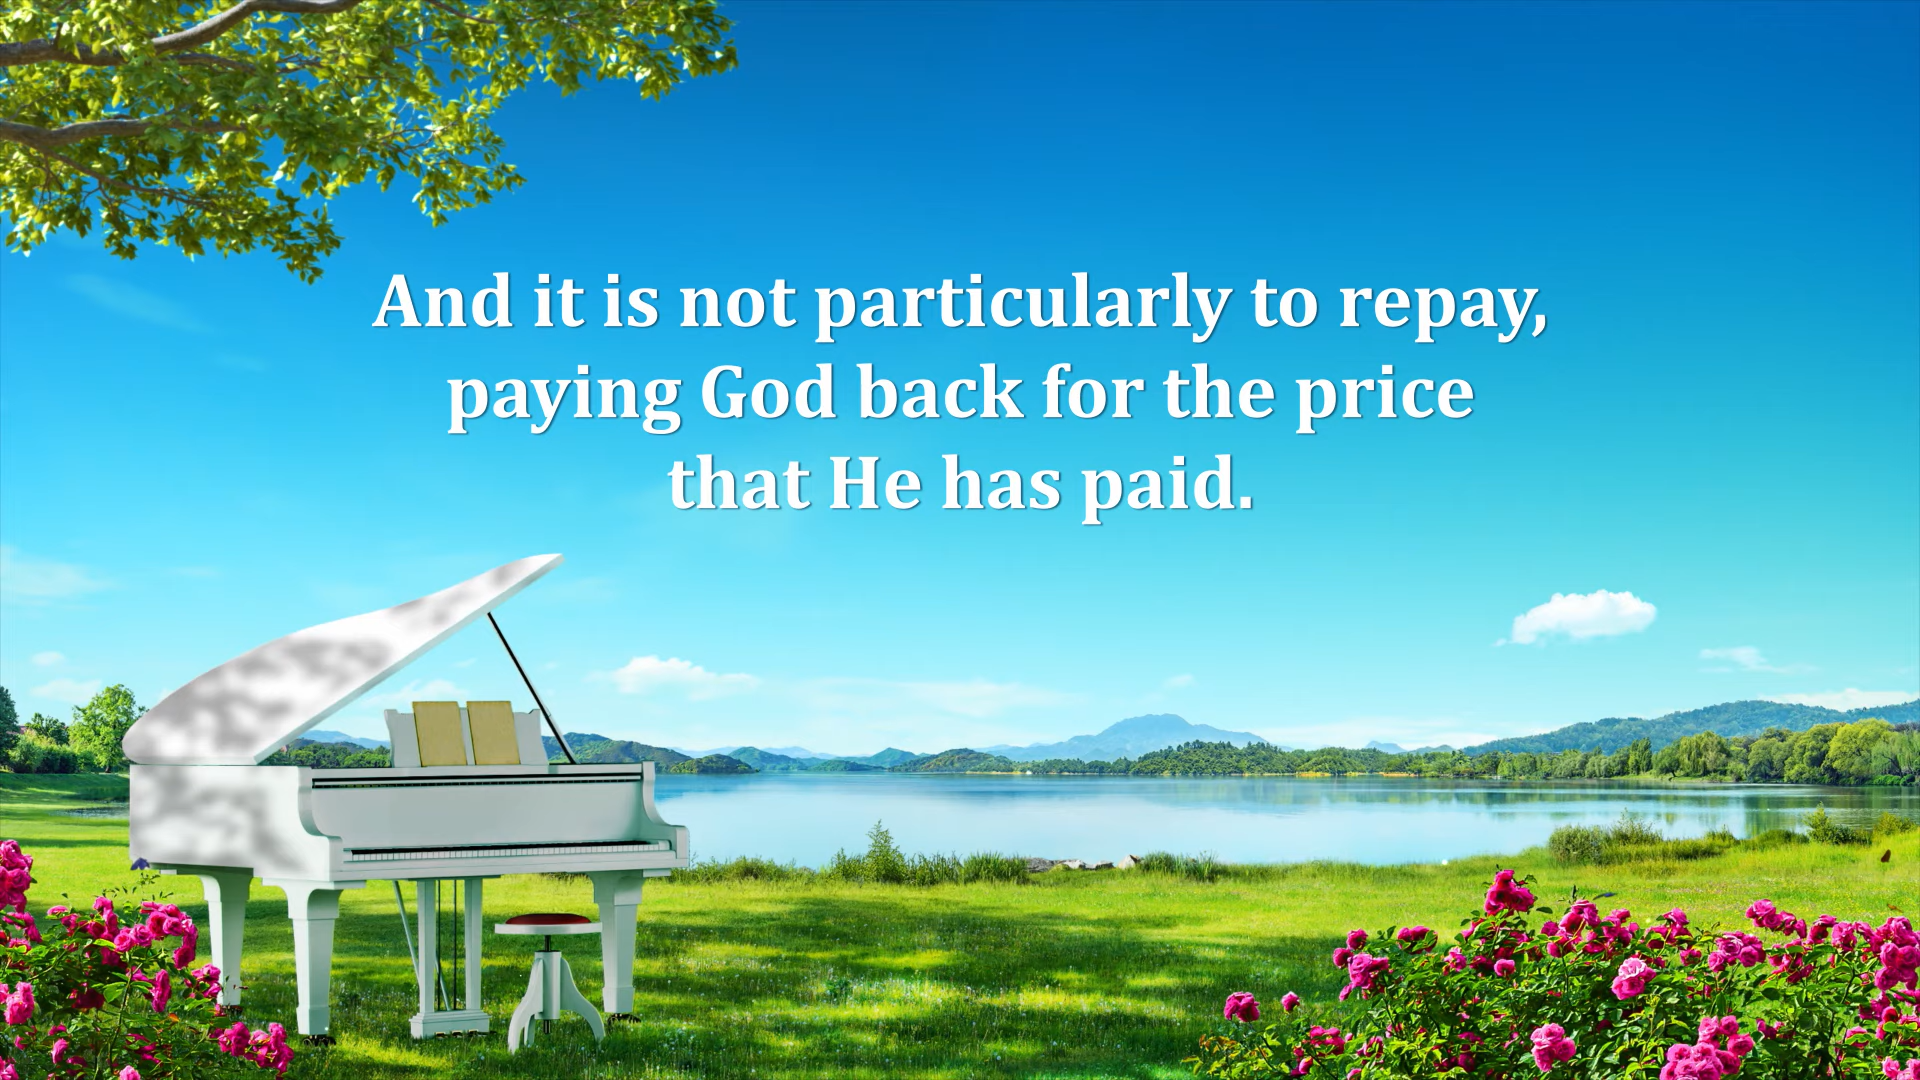 And it is not particularly to repay,
paying God back for the price
that He has paid.